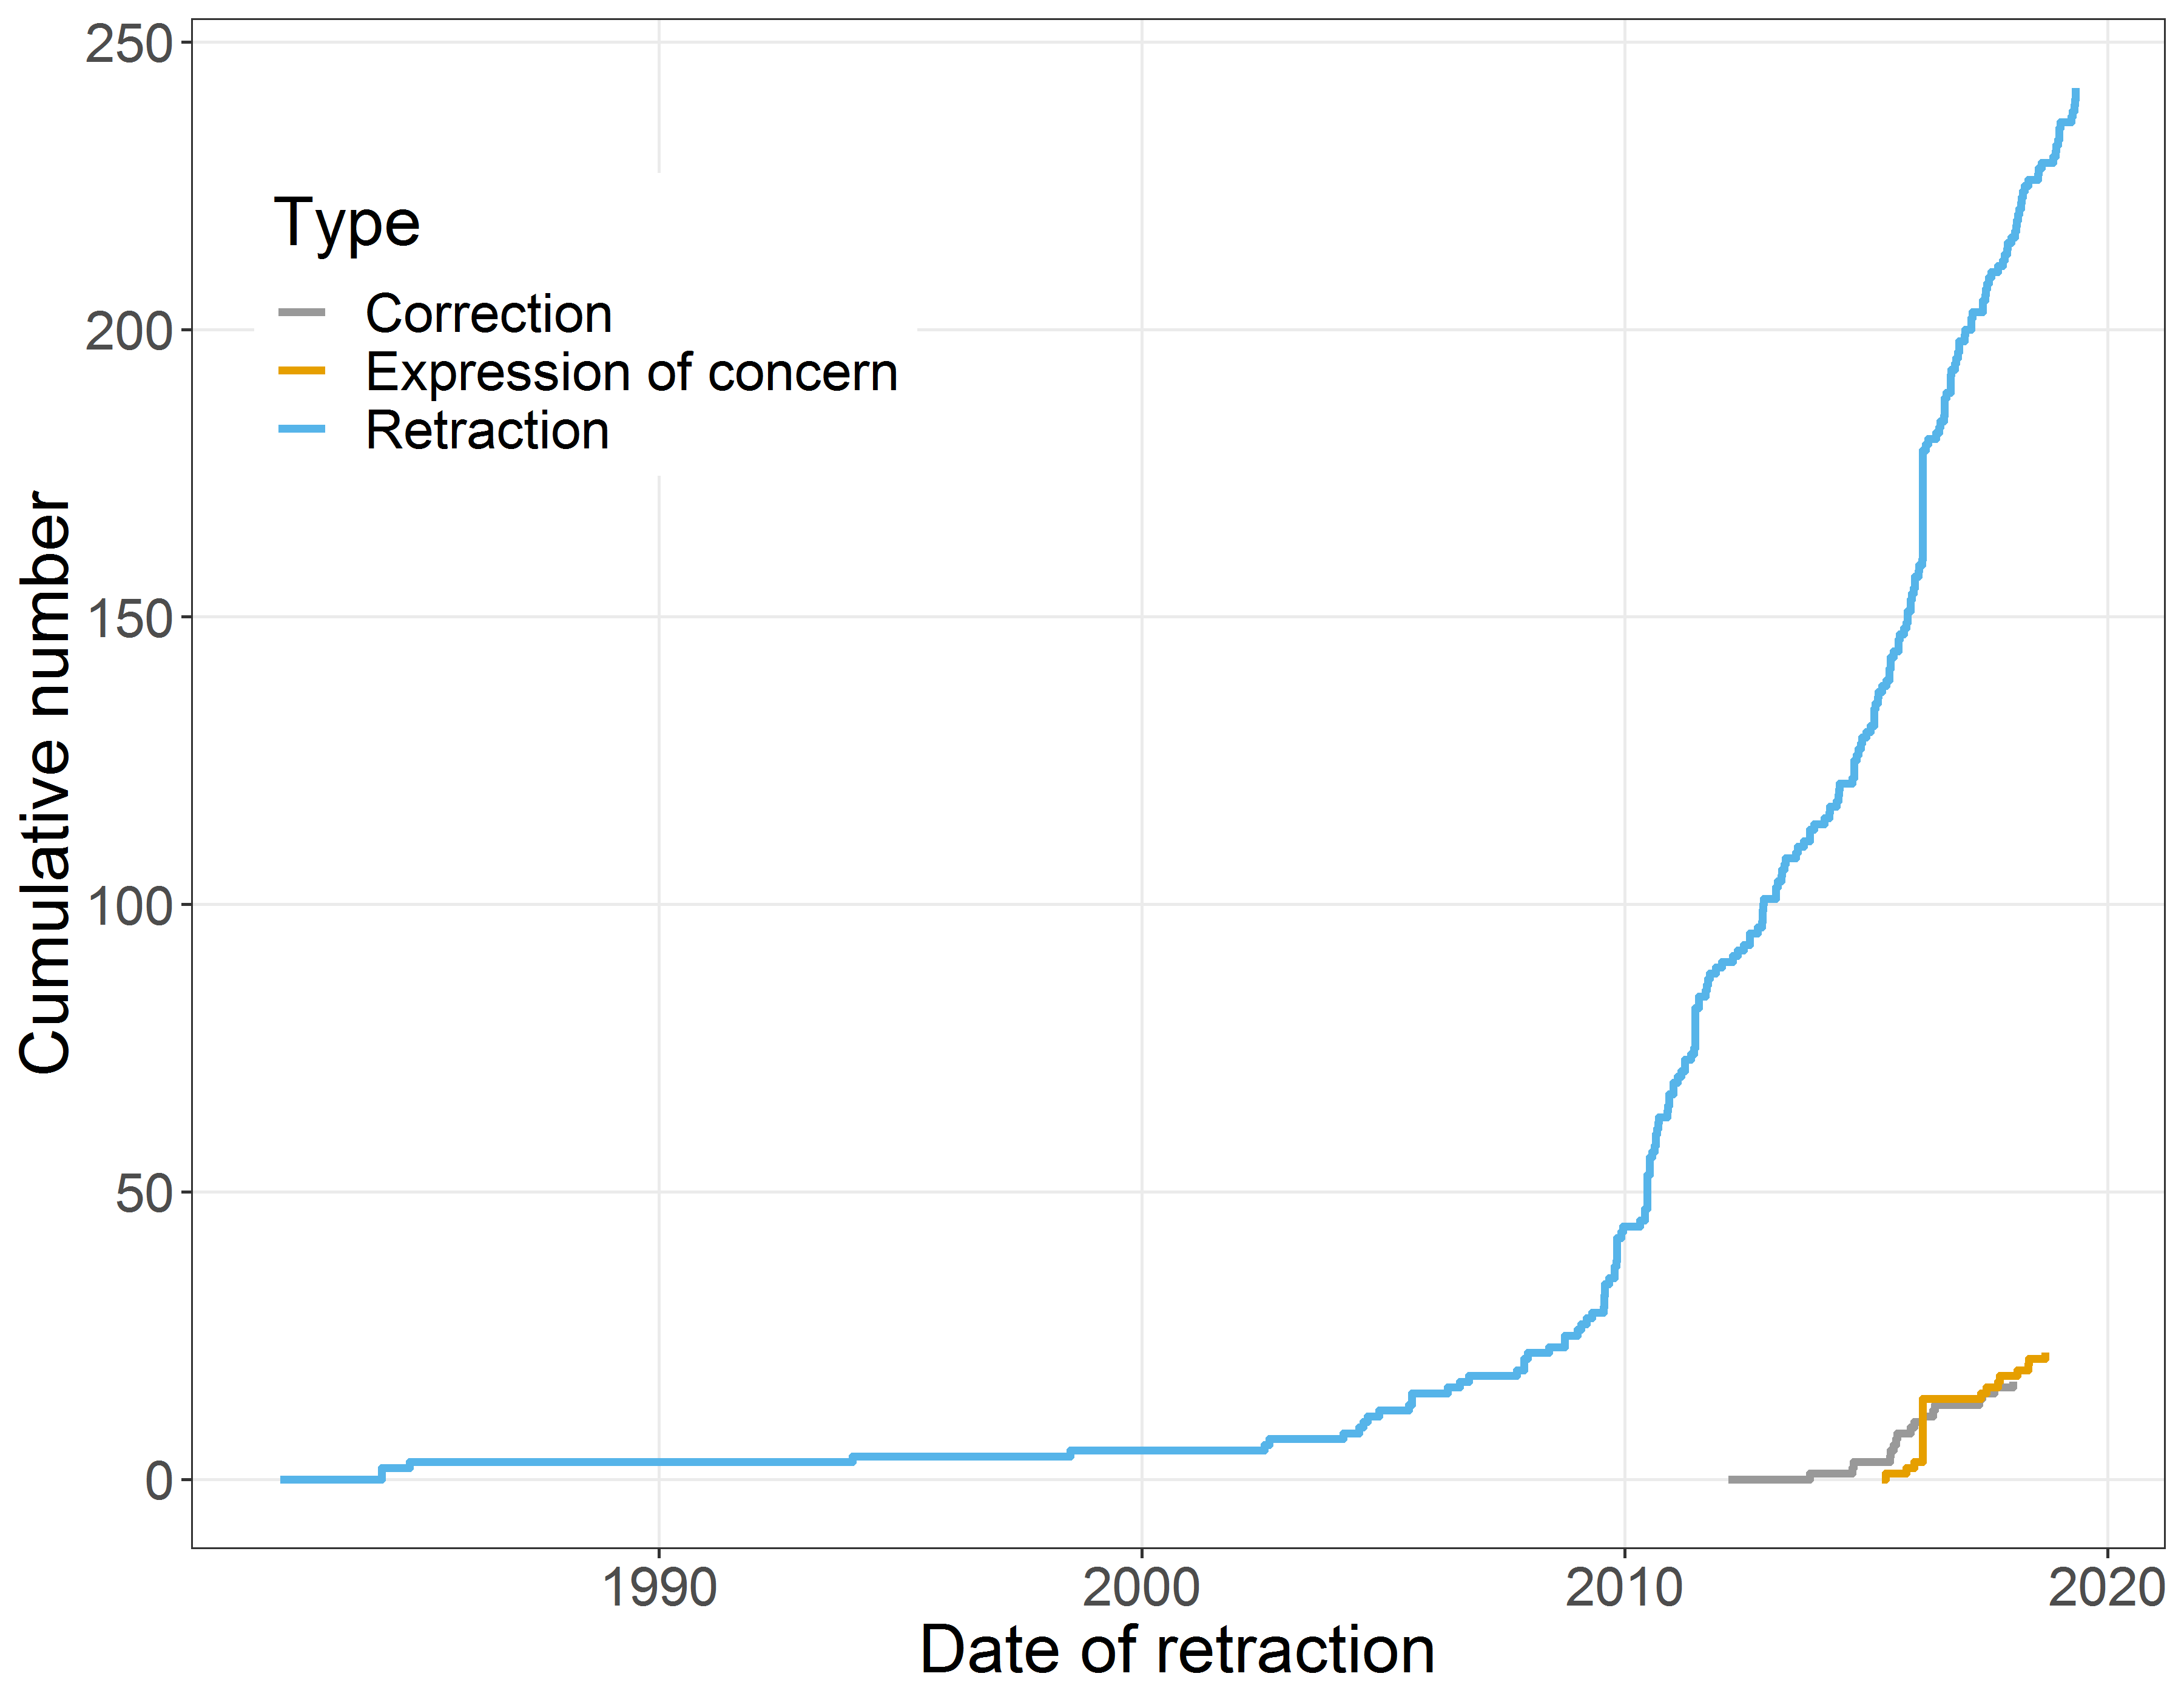 250
200
150
100
50
0
Cumulative number
Type
Correction
Expression of concern
Retraction
1990
2000
2010
2020
Date of retraction